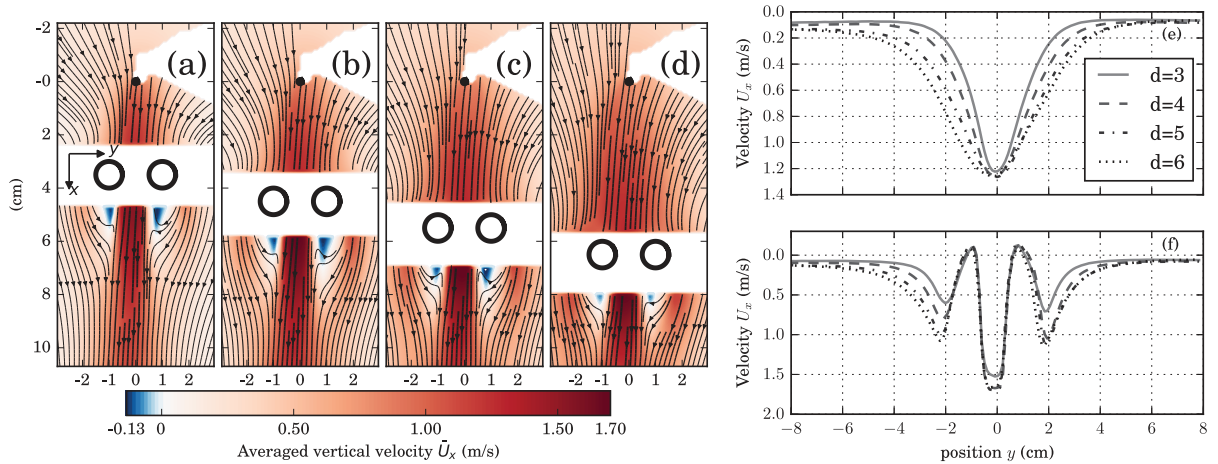 -2
-0
2
4
6
8
10
(cm)
(a)
(b)
(c)
(d)
y
x
-2 -1 0 1 2
-2 -1 0 1 2
-2 -1 0 1 2
-2 -1 0 1 2
-0.13 0 0.50 1.00 1.50 1.70
Averaged vertical velocity Ūₓ (m/s)
0.0
0.2
0.4
0.6
0.8
1.0
1.2
1.4
Velocity Uₓ (m/s)
(e)
d=3
d=4
d=5
d=6
0.0
0.5
1.0
1.5
2.0
Velocity Uₓ (m/s)
(f)
−8 −6 −4 −2 0 2 4 6 8
position y (cm)